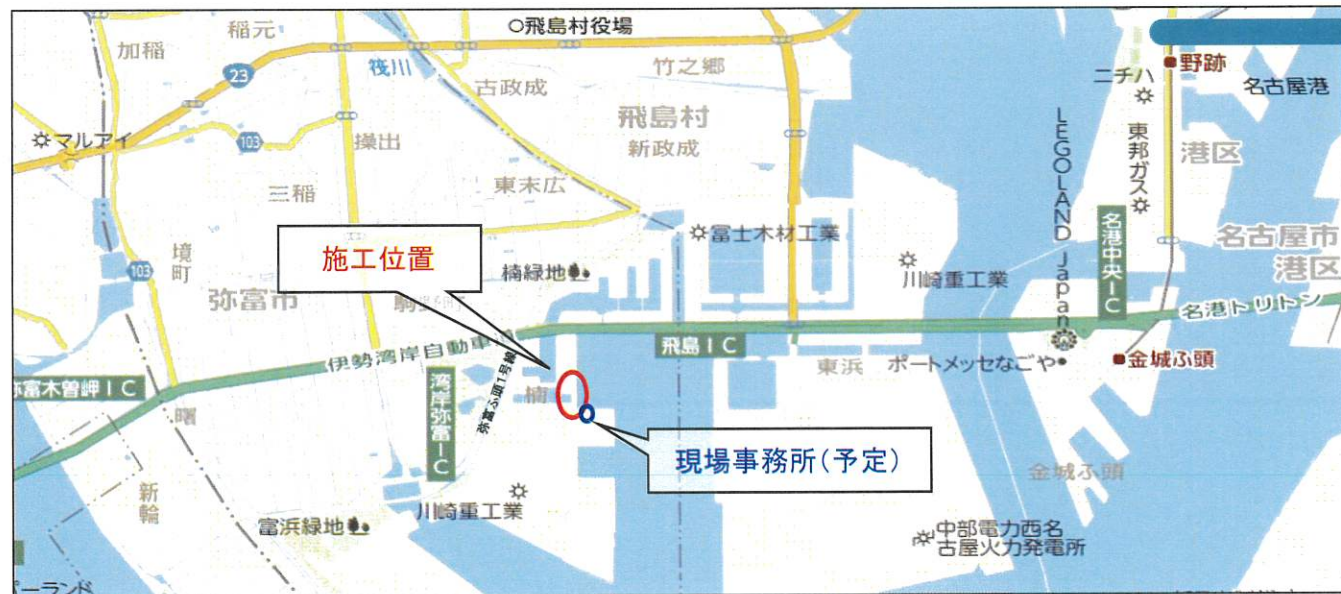 稲元
加稲
飛島村役場
筏川
竹之郷
野跡
ニチハ
名古屋港
23
古政成
飛島村
新政成
マルアイ
103
操出
東邦ガス
港区
三稲
東末広
LEGOLAND Japan
名港中央IC
富士木材工業
名古屋市
港区
境町
施工位置
楠緑地
川崎重工業
103
弥富市
名港トリトン
伊勢湾岸自動車
飛島IC
東浜
ポートメッセなごや
金城ふ頭
弥富木曽岬IC
湾岸弥富IC
弥富ふ頭1号線
楠
曙
現場事務所(予定)
金城ふ頭
新輪
川崎重工業
富浜緑地
中部電力西名
古屋火力発電所
パーランド